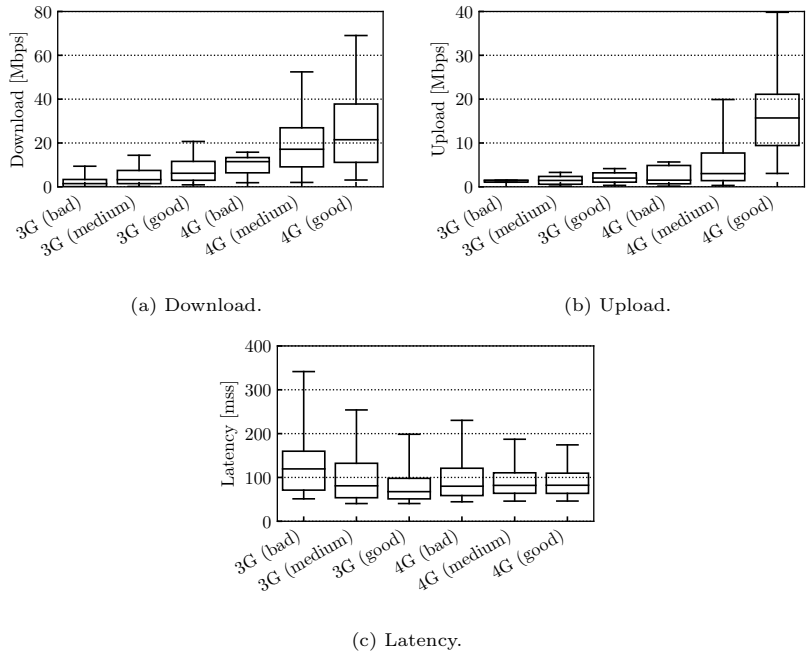 80
60
40
20
0
Download [Mbps]
3G (bad)
3G (medium)
3G (good)
4G (bad)
4G (medium)
4G (good)
(a) Download.
40
30
20
10
0
Upload [Mbps]
3G (bad)
3G (medium)
3G (good)
4G (bad)
4G (medium)
4G (good)
(b) Upload.
400
300
200
100
0
Latency [mss]
3G (bad)
3G (medium)
3G (good)
4G (bad)
4G (medium)
4G (good)
(c) Latency.